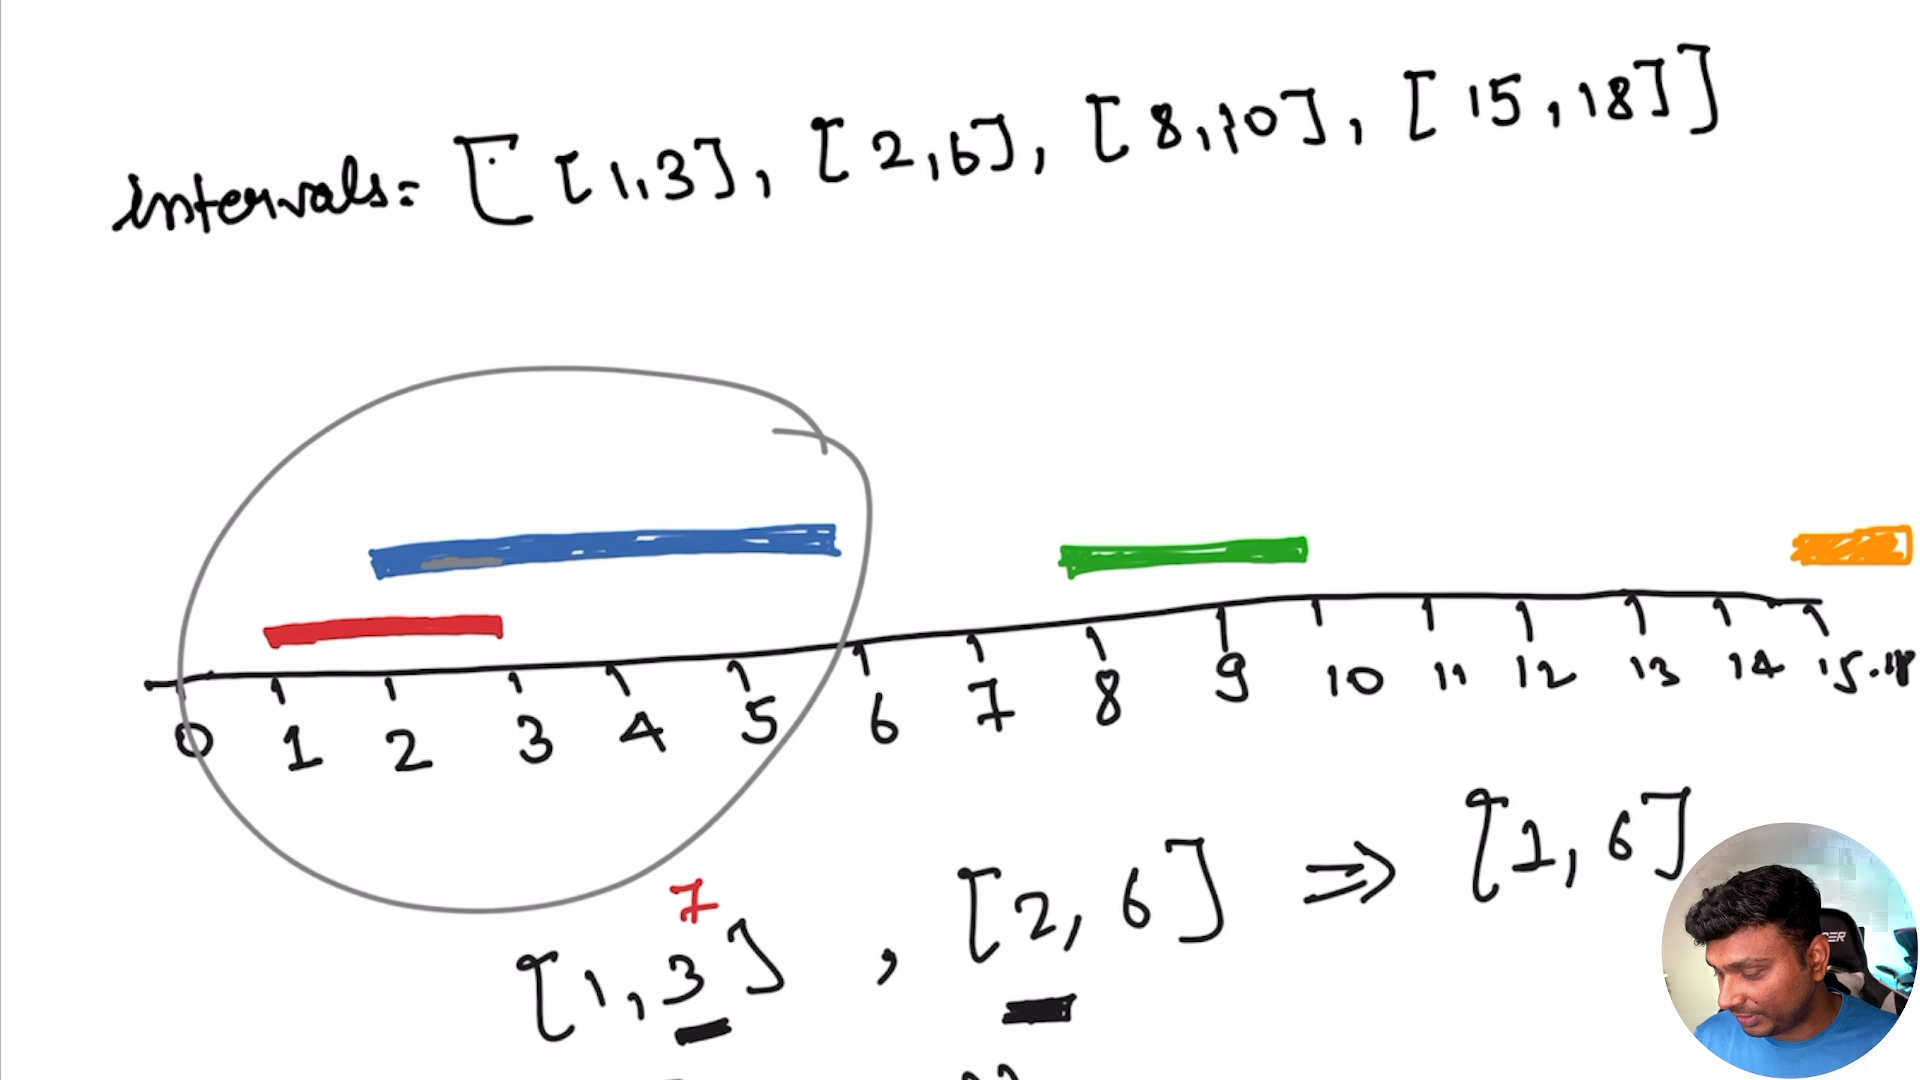 intervals= [ [1,3], [2,6], [8,10], [15,18]]
0 1 2 3 4 5 6 7 8 9 10 11 12 13 14 15.18
7
[1,3] , [2,6] ⇒ [1,6]